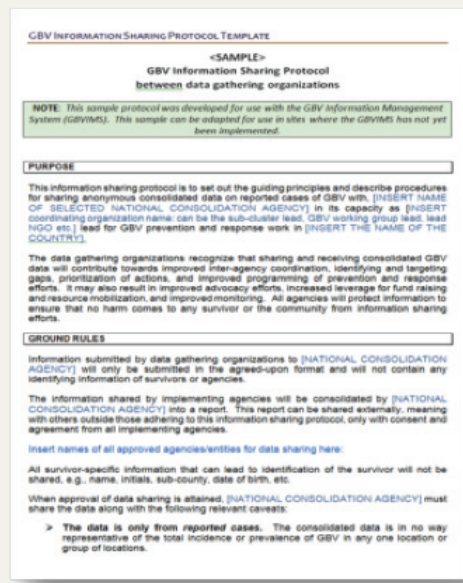 GBV INFORMATION SHARING PROTOCOL TEMPLATE
<SAMPLE>
GBV Information Sharing Protocol
between data gathering organizations
NOTE: This sample protocol was developed for use with the GBV Information Management
System (GBVIMS). This sample can be adapted for use in sites where the GBVIMS has not yet
been implemented.
PURPOSE
This information sharing protocol is to set out the guiding principles and describe procedures
for sharing anonymous consolidated data on reported cases of GBV with, [INSERT NAME
OF SELECTED NATIONAL CONSOLIDATION AGENCY] in its capacity as [INSERT
coordinating organization name: can be the sub-cluster lead, GBV working group lead, lead
NGO etc.] lead for GBV prevention and response work in [INSERT THE NAME OF THE
COUNTRY].
The data gathering organizations recognize that sharing and receiving consolidated GBV
data will contribute towards improved inter-agency coordination, identifying and targeting
gaps, prioritization of actions, and improved programming of prevention and response
efforts. It may also result in improved advocacy efforts, increased leverage for fund raising
and resource mobilization, and improved monitoring. All agencies will protect information to
ensure that no harm comes to any survivor or the community from information sharing
efforts.
GROUND RULES
Information submitted by data gathering organizations to [NATIONAL CONSOLIDATION
AGENCY] will only be submitted in the agreed-upon format and will not contain any
identifying information of survivors or agencies.
The information shared by implementing agencies will be consolidated by [NATIONAL
CONSOLIDATION AGENCY] into a report. This report can be shared externally, meaning
with others outside those adhering to this information sharing protocol, only with consent and
agreement from all implementing agencies.
Insert names of all approved agencies/entities for data sharing here:
All survivor-specific information that can lead to identification of the survivor will not be
shared, e.g., name, initials, sub-county, date of birth, etc.
When approval of data sharing is attained, [NATIONAL CONSOLIDATION AGENCY] must
share the data along with the following relevant caveats:
➢ The data is only from reported cases. The consolidated data is in no way
representative of the total incidence or prevalence of GBV in any one location or
group of locations.